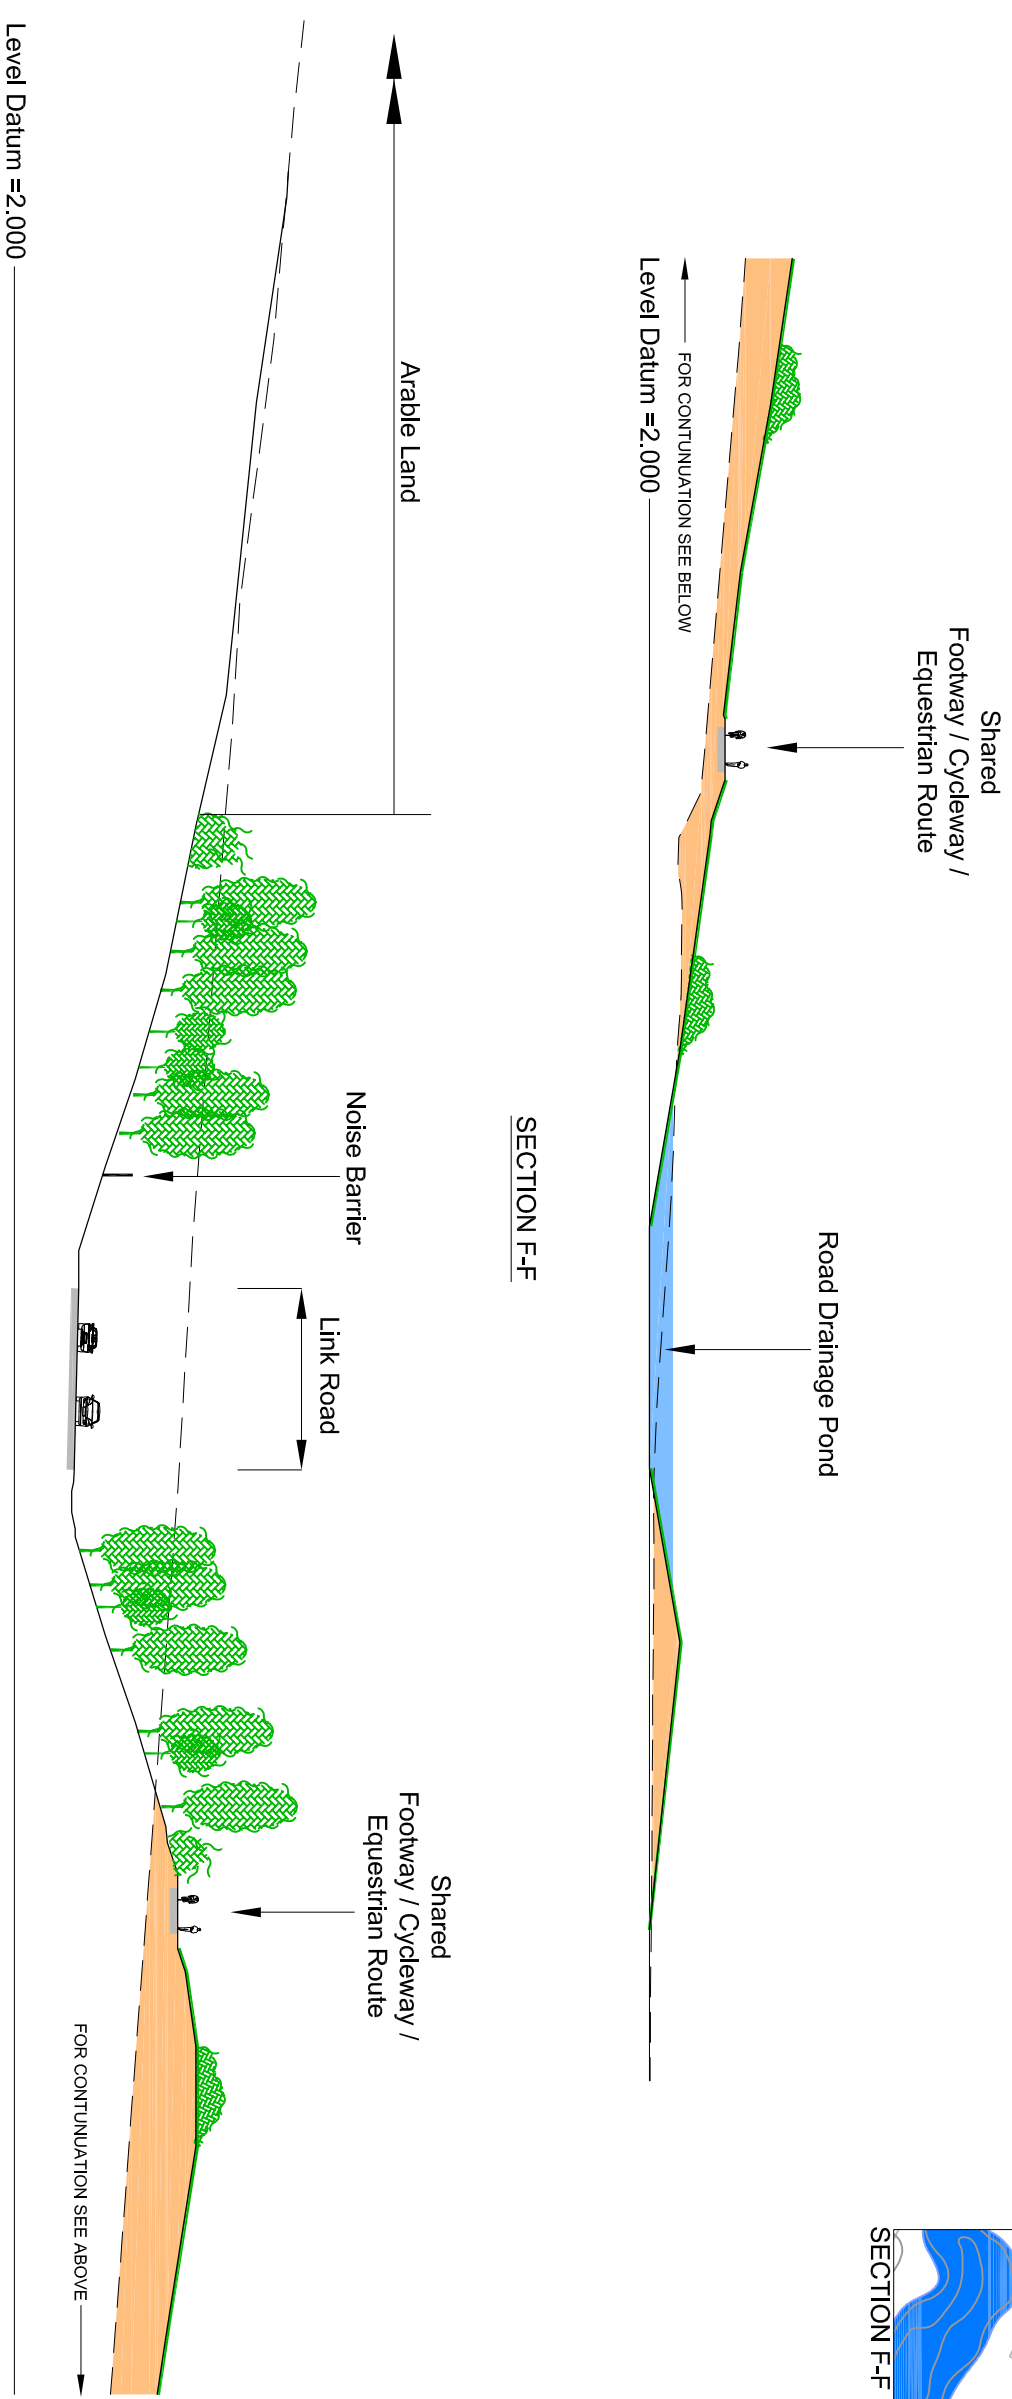 Shared
Footway / Cycleway /
Equestrian Route
Road Drainage Pond
FOR CONTUNUATION SEE BELOW
Level Datum =2.000
SECTION F-F
SECTION F-F
Arable Land
Noise Barrier
Link Road
Shared
Footway / Cycleway /
Equestrian Route
FOR CONTUNUATION SEE ABOVE
Level Datum =2.000